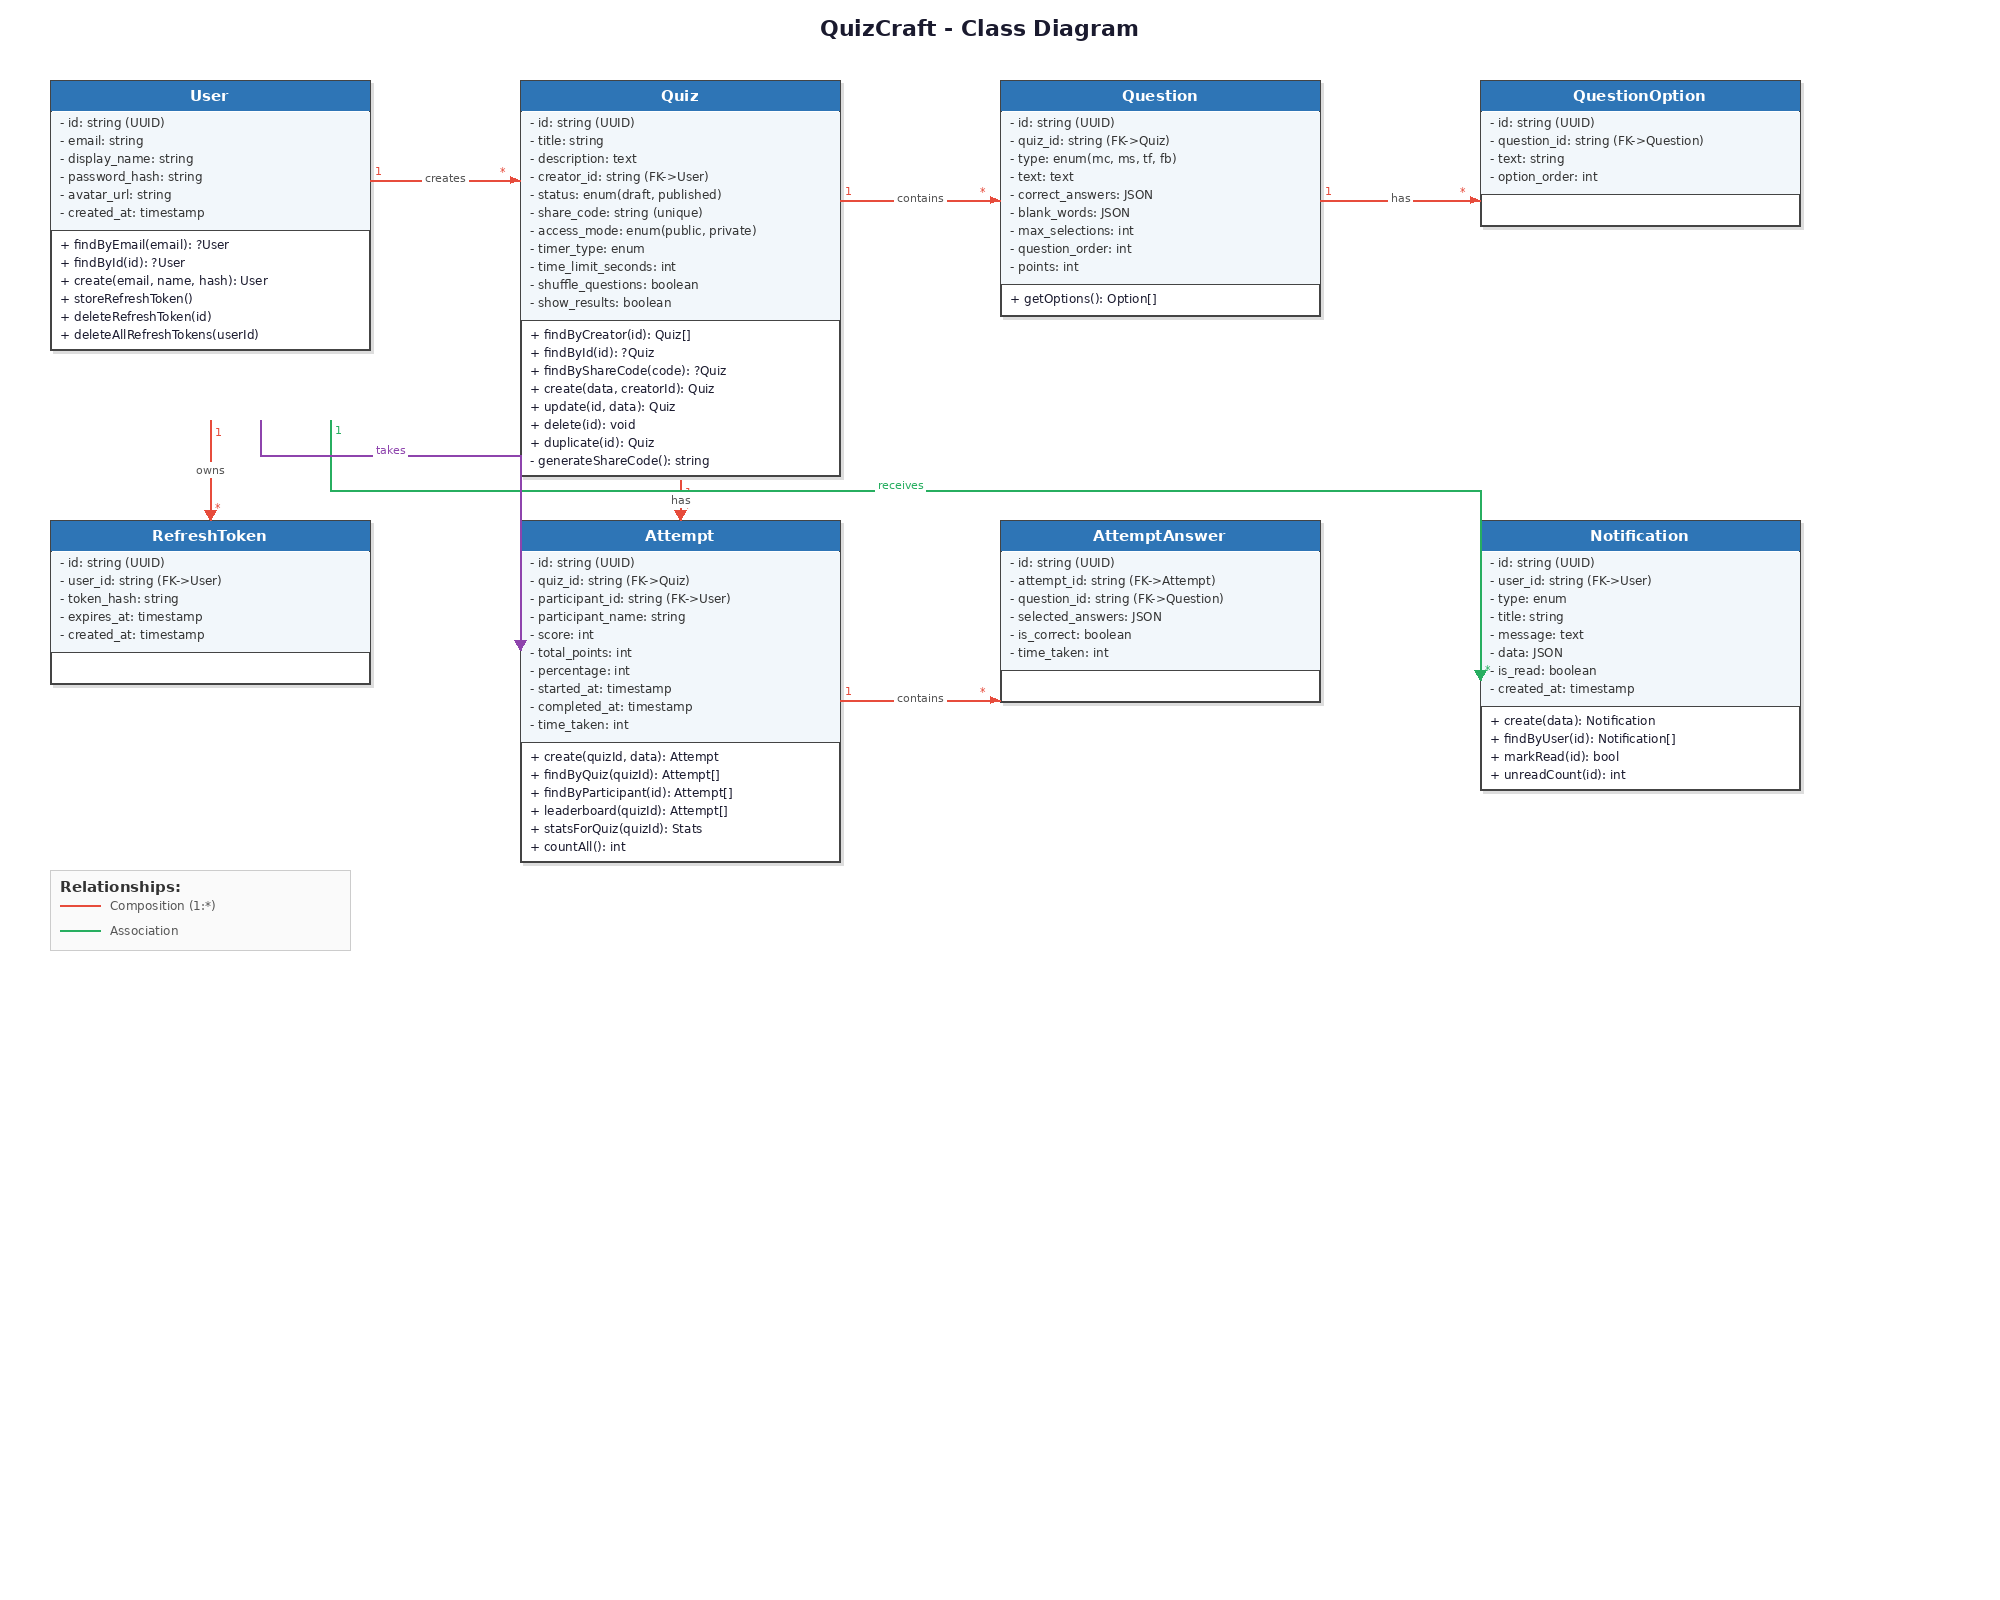 QuizCraft - Class Diagram
User
- id: string (UUID)
- email: string
- display_name: string
- password_hash: string
- avatar_url: string
- created_at: timestamp
+ findByEmail(email): ?User
+ findById(id): ?User
+ create(email, name, hash): User
+ storeRefreshToken()
+ deleteRefreshToken(id)
+ deleteAllRefreshTokens(userId)
1
creates
*
Quiz
- id: string (UUID)
- title: string
- description: text
- creator_id: string (FK->User)
- status: enum(draft, published)
- share_code: string (unique)
- access_mode: enum(public, private)
- timer_type: enum
- time_limit_seconds: int
- shuffle_questions: boolean
- show_results: boolean
+ findByCreator(id): Quiz[]
+ findById(id): ?Quiz
+ findByShareCode(code): ?Quiz
+ create(data, creatorId): Quiz
+ update(id, data): Quiz
+ delete(id): void
+ duplicate(id): Quiz
- generateShareCode(): string
1
contains
*
Question
- id: string (UUID)
- quiz_id: string (FK->Quiz)
- type: enum(mc, ms, tf, fb)
- text: text
- correct_answers: JSON
- blank_words: JSON
- max_selections: int
- question_order: int
- points: int
+ getOptions(): Option[]
1
has
*
QuestionOption
- id: string (UUID)
- question_id: string (FK->Question)
- text: string
- option_order: int
1
owns
*
takes
1
receives
*
has
RefreshToken
- id: string (UUID)
- user_id: string (FK->User)
- token_hash: string
- expires_at: timestamp
- created_at: timestamp
Attempt
- id: string (UUID)
- quiz_id: string (FK->Quiz)
- participant_id: string (FK->User)
- participant_name: string
- score: int
- total_points: int
- percentage: int
- started_at: timestamp
- completed_at: timestamp
- time_taken: int
+ create(quizId, data): Attempt
+ findByQuiz(quizId): Attempt[]
+ findByParticipant(id): Attempt[]
+ leaderboard(quizId): Attempt[]
+ statsForQuiz(quizId): Stats
+ countAll(): int
1
contains
*
AttemptAnswer
- id: string (UUID)
- attempt_id: string (FK->Attempt)
- question_id: string (FK->Question)
- selected_answers: JSON
- is_correct: boolean
- time_taken: int
Notification
- id: string (UUID)
- user_id: string (FK->User)
- type: enum
- title: string
- message: text
- data: JSON
- is_read: boolean
- created_at: timestamp
+ create(data): Notification
+ findByUser(id): Notification[]
+ markRead(id): bool
+ unreadCount(id): int
Relationships:
Composition (1:*)
Association